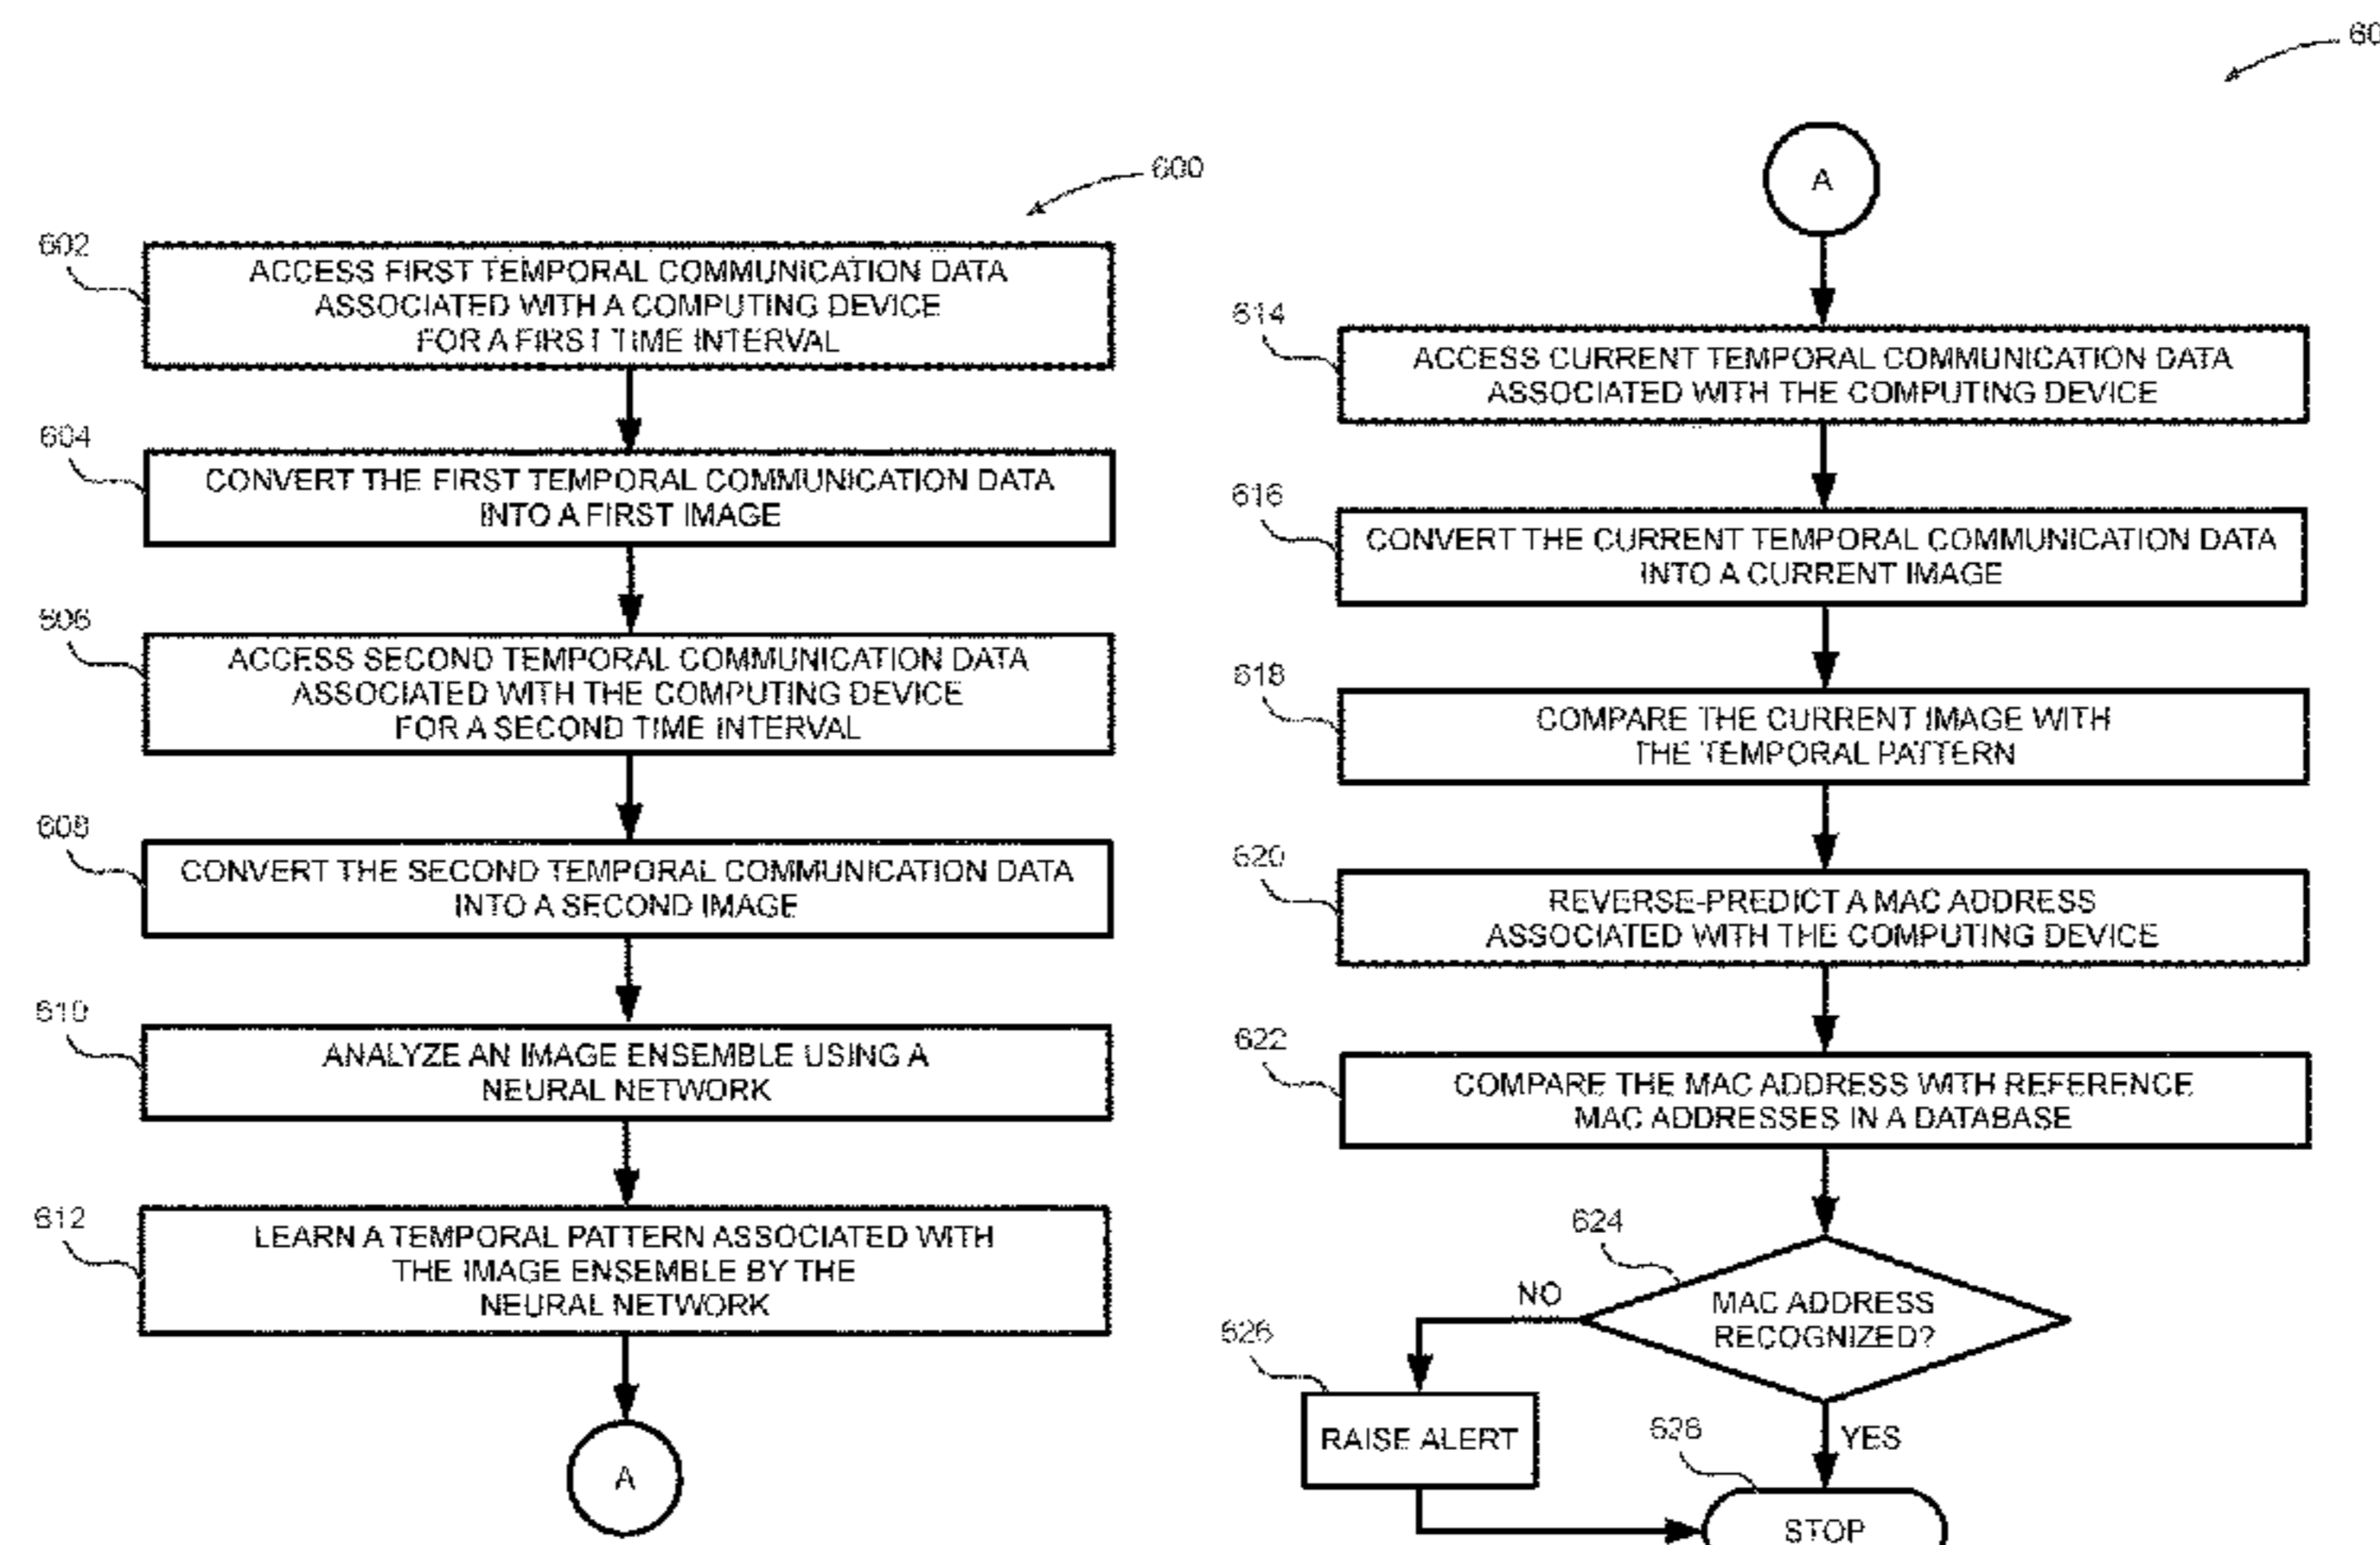 600
602
ACCESS FIRST TEMPORAL COMMUNICATION DATA
ASSOCIATED WITH A COMPUTING DEVICE
FOR A FIRST TIME INTERVAL
604
CONVERT THE FIRST TEMPORAL COMMUNICATION DATA
INTO A FIRST IMAGE
606
ACCESS SECOND TEMPORAL COMMUNICATION DATA
ASSOCIATED WITH THE COMPUTING DEVICE
FOR A SECOND TIME INTERVAL
608
CONVERT THE SECOND TEMPORAL COMMUNICATION DATA
INTO A SECOND IMAGE
610
ANALYZE AN IMAGE ENSEMBLE USING A
NEURAL NETWORK
612
LEARN A TEMPORAL PATTERN ASSOCIATED WITH
THE IMAGE ENSEMBLE BY THE
NEURAL NETWORK
A
A
614
ACCESS CURRENT TEMPORAL COMMUNICATION DATA
ASSOCIATED WITH THE COMPUTING DEVICE
616
CONVERT THE CURRENT TEMPORAL COMMUNICATION DATA
INTO A CURRENT IMAGE
618
COMPARE THE CURRENT IMAGE WITH
THE TEMPORAL PATTERN
620
REVERSE-PREDICT A MAC ADDRESS
ASSOCIATED WITH THE COMPUTING DEVICE
622
COMPARE THE MAC ADDRESS WITH REFERENCE
MAC ADDRESSES IN A DATABASE
624
MAC ADDRESS
RECOGNIZED?
NO
626
RAISE ALERT
YES
628
STOP